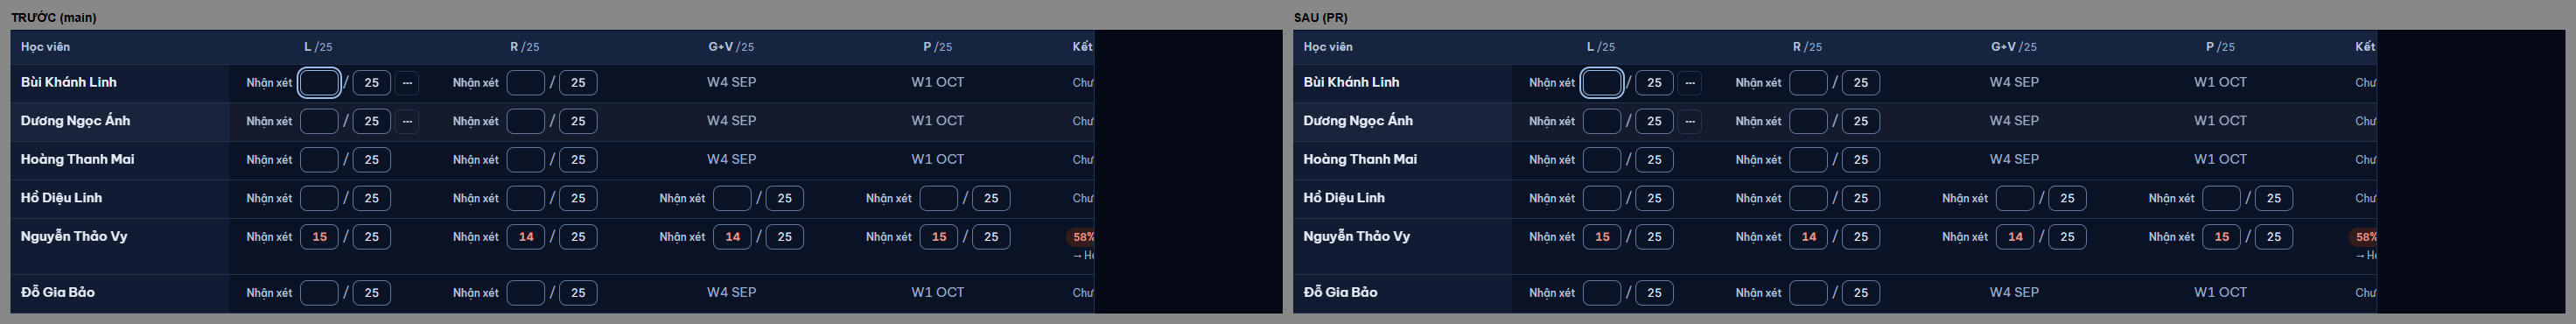 TRƯỚC (main)
Học viên L /25 R /25 G+V /25 P /25 Kết
Bùi Khánh Linh Nhận xét / 25 --- Nhận xét / 25 W4 SEP W1 OCT Chư
Dương Ngọc Ánh Nhận xét / 25 --- Nhận xét / 25 W4 SEP W1 OCT Chư
Hoàng Thanh Mai Nhận xét / 25 Nhận xét / 25 W4 SEP W1 OCT Chư
Hồ Diệu Linh Nhận xét / 25 Nhận xét / 25 Nhận xét / 25 Nhận xét / 25 Chư
Nguyễn Thảo Vy Nhận xét 15 / 25 Nhận xét 14 / 25 Nhận xét 14 / 25 Nhận xét 15 / 25 58%
→ Họ
Đỗ Gia Bảo Nhận xét / 25 Nhận xét / 25 W4 SEP W1 OCT Chư
SAU (PR)
Học viên L /25 R /25 G+V /25 P /25 Kết
Bùi Khánh Linh Nhận xét / 25 --- Nhận xét / 25 W4 SEP W1 OCT Chư
Dương Ngọc Ánh Nhận xét / 25 --- Nhận xét / 25 W4 SEP W1 OCT Chư
Hoàng Thanh Mai Nhận xét / 25 Nhận xét / 25 W4 SEP W1 OCT Chư
Hồ Diệu Linh Nhận xét / 25 Nhận xét / 25 Nhận xét / 25 Nhận xét / 25 Chư
Nguyễn Thảo Vy Nhận xét 15 / 25 Nhận xét 14 / 25 Nhận xét 14 / 25 Nhận xét 15 / 25 58%
→ Họ
Đỗ Gia Bảo Nhận xét / 25 Nhận xét / 25 W4 SEP W1 OCT Chư